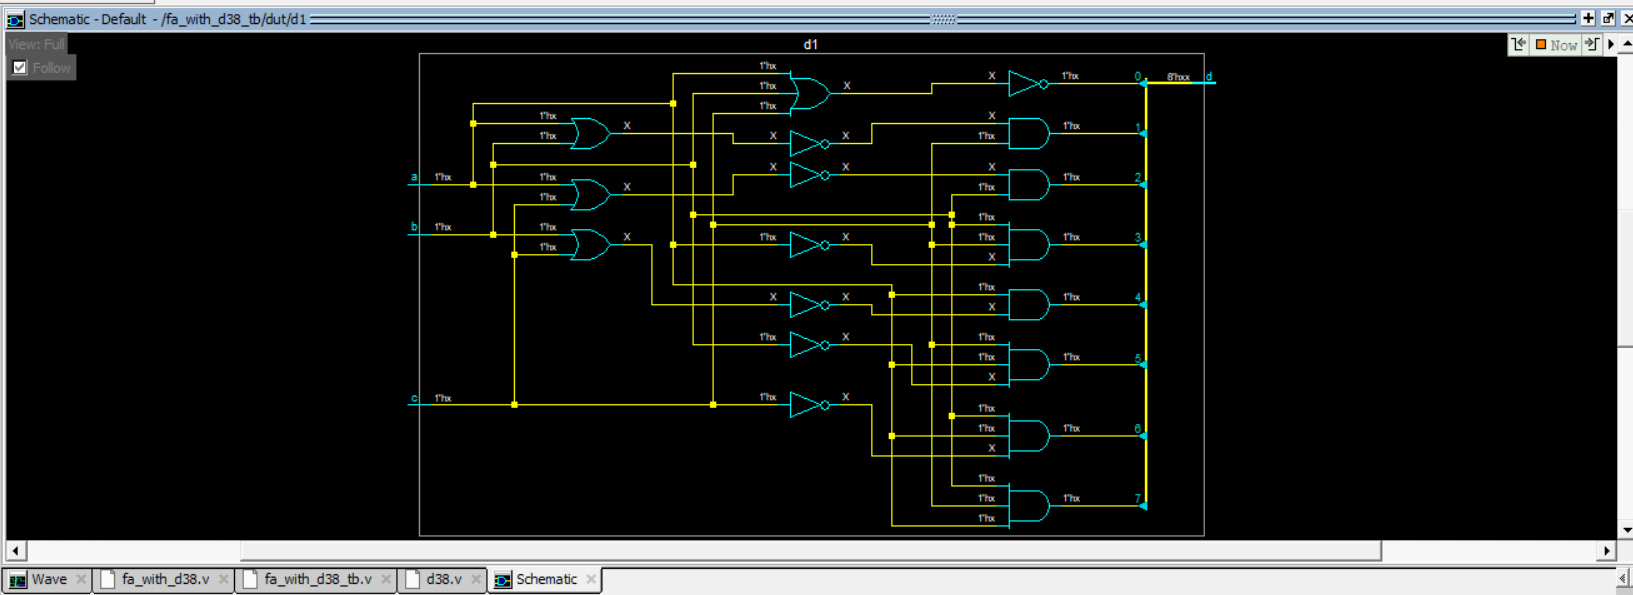 Schematic - Default - /fa_with_d38_tb/dut/d1
View: Full
Follow
Now
d1
1'hx
1'hx X X 1'hx 0 8'hxx d
1'hx
1'hx X X 1'hx 1
1'hx X X 1'hx
a 1'hx 1'hx X X X X 1'hx 2
1'hx 1'hx
b 1'hx 1'hx X 1'hx X 1'hx 1'hx 1'hx 3
1'hx X
X X 1'hx 1'hx 4
X
1'hx X 1'hx 1'hx 1'hx 5
X
c 1'hx 1'hx X 1'hx 1'hx 1'hx 6
X
1'hx 1'hx 1'hx 7
1'hx
Wave fa_with_d38.v fa_with_d38_tb.v d38.v Schematic